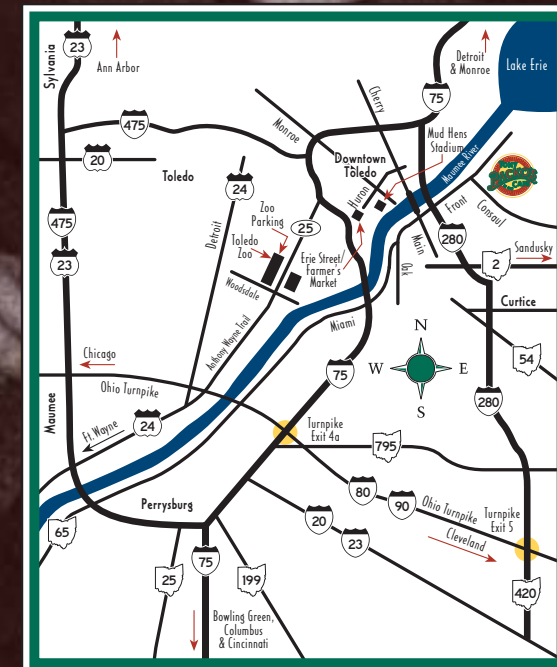 Sylvania
23
Ann Arbor
Detroit
& Monroe
Lake Erie
75
Cherry
475
Monroe
Mud Hens
Stadium
Maumee River
20
Downtown
Toledo
TONY
PACKO'S
CAFE
Toledo
24
Huron
Zoo
Parking
Front
Consaul
475
Detroit
25
Main
280
Toledo
Zoo
Erie Street/
Farmer's
Market
Sandusky
23
2
Oak
Woodsdale
Anthony Wayne Trail
Curtice
Miami
N
Chicago
W
E
54
75
Ohio Turnpike
S
280
Maumee
Ft. Wayne
24
Turnpike
Exit 4a
795
80
90
Ohio Turnpike
Turnpike
Exit 5
Perrysburg
20
65
23
Cleveland
75
25
199
420
Bowling Green,
Columbus
& Cincinnati